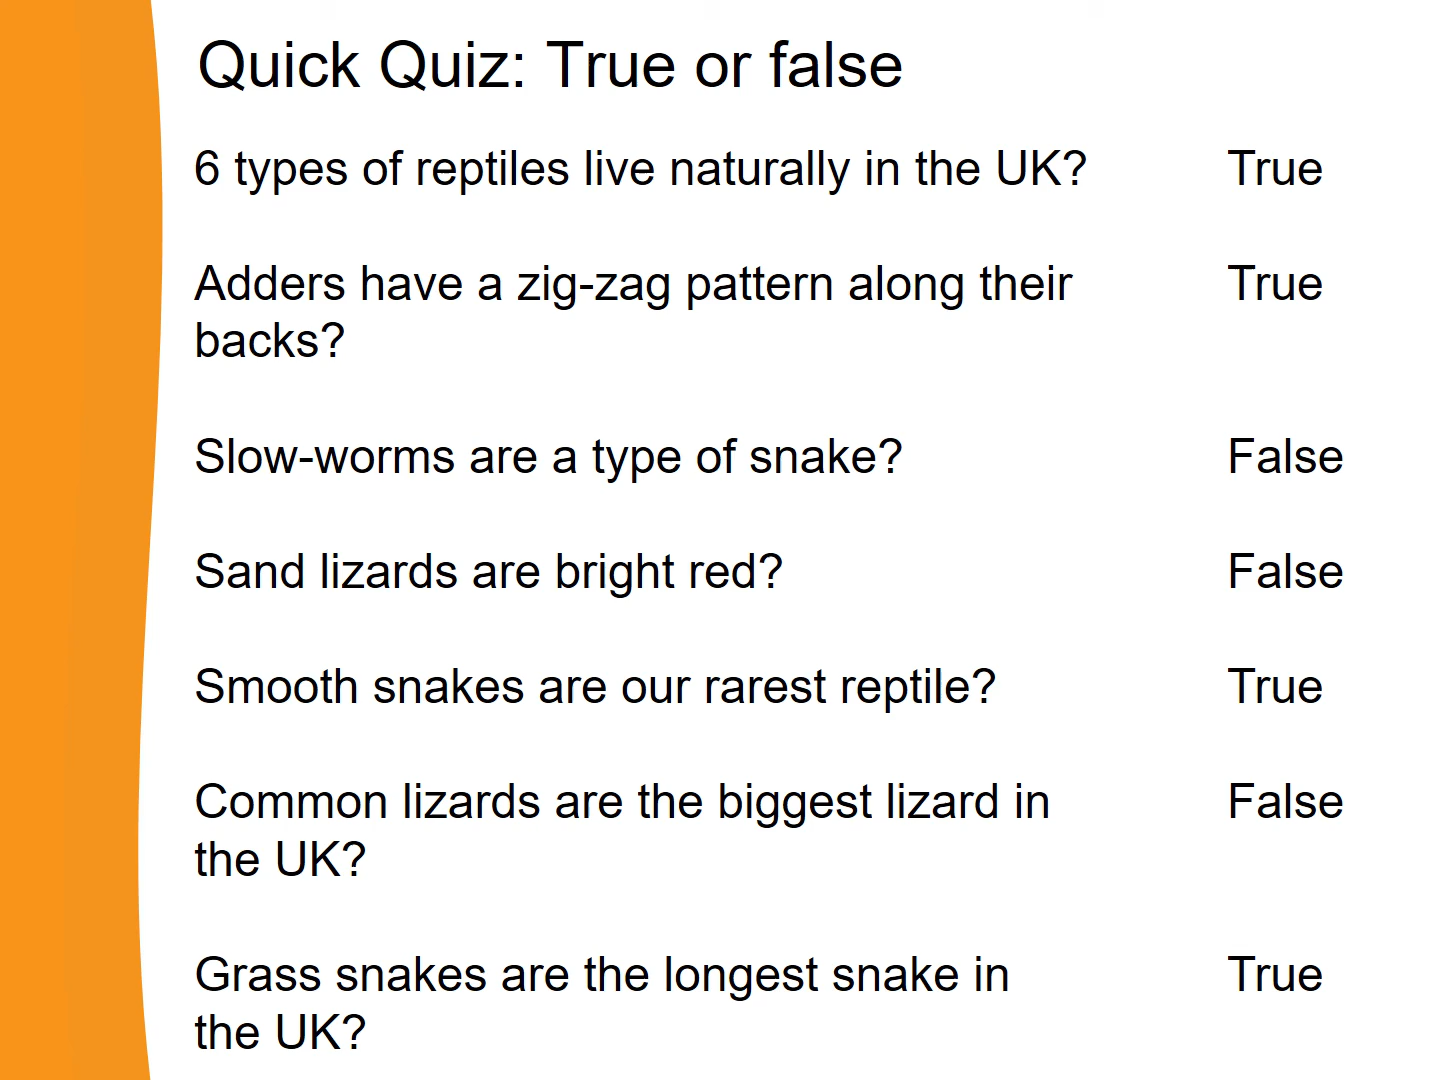 Quick Quiz: True or false
6 types of reptiles live naturally in the UK? True
Adders have a zig-zag pattern along their True
backs?
Slow-worms are a type of snake? False
Sand lizards are bright red? False
Smooth snakes are our rarest reptile? True
Common lizards are the biggest lizard in False
the UK?
Grass snakes are the longest snake in True
the UK?